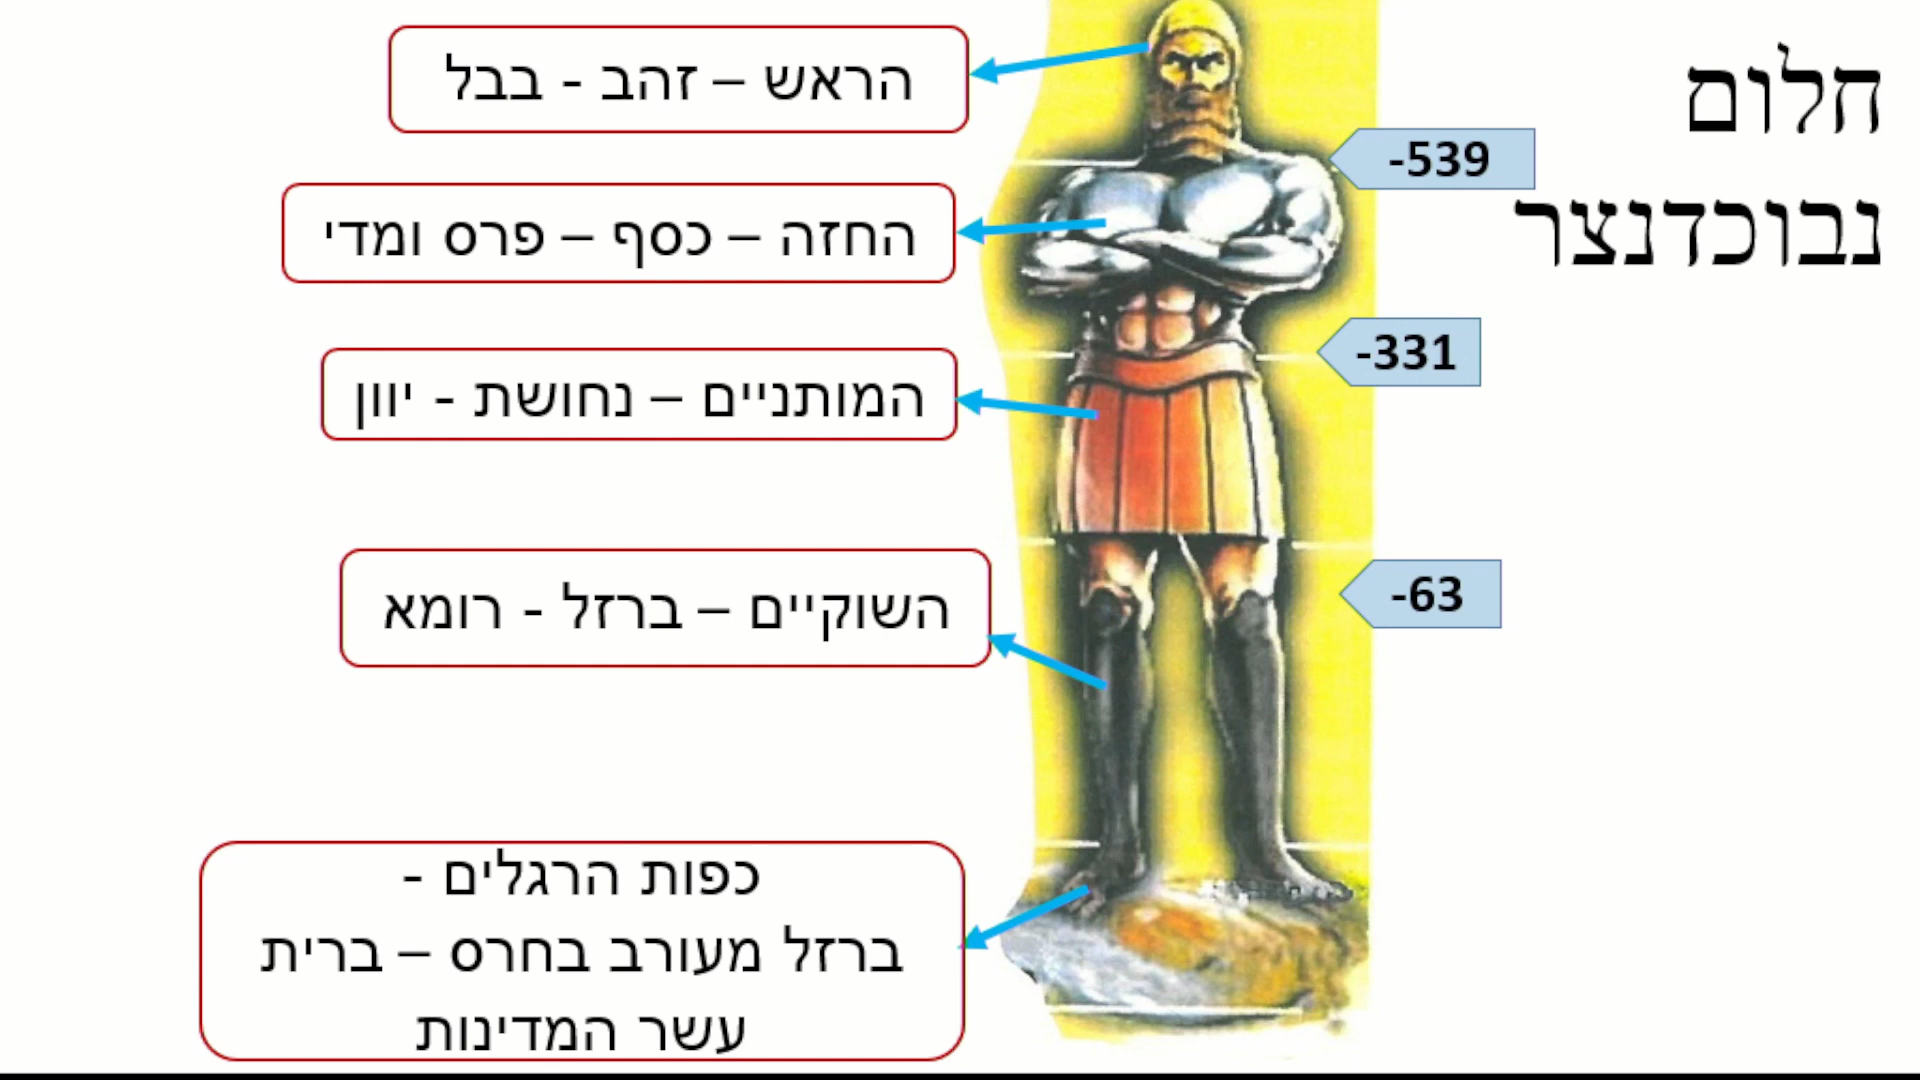 חלום
נבוכדנצר
הראש – זהב - בבל
-539
החזה – כסף – פרס ומדי
-331
המותניים – נחושת - יוון
-63
השוקיים – ברזל - רומא
כפות הרגלים -
ברזל מעורב בחרס – ברית
עשר המדינות